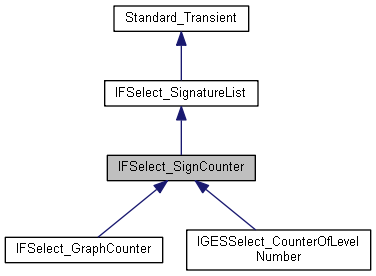 Standard_Transient
IFSelect_SignatureList
IFSelect_SignCounter
IFSelect_GraphCounter
IGESSelect_CounterOfLevel
Number